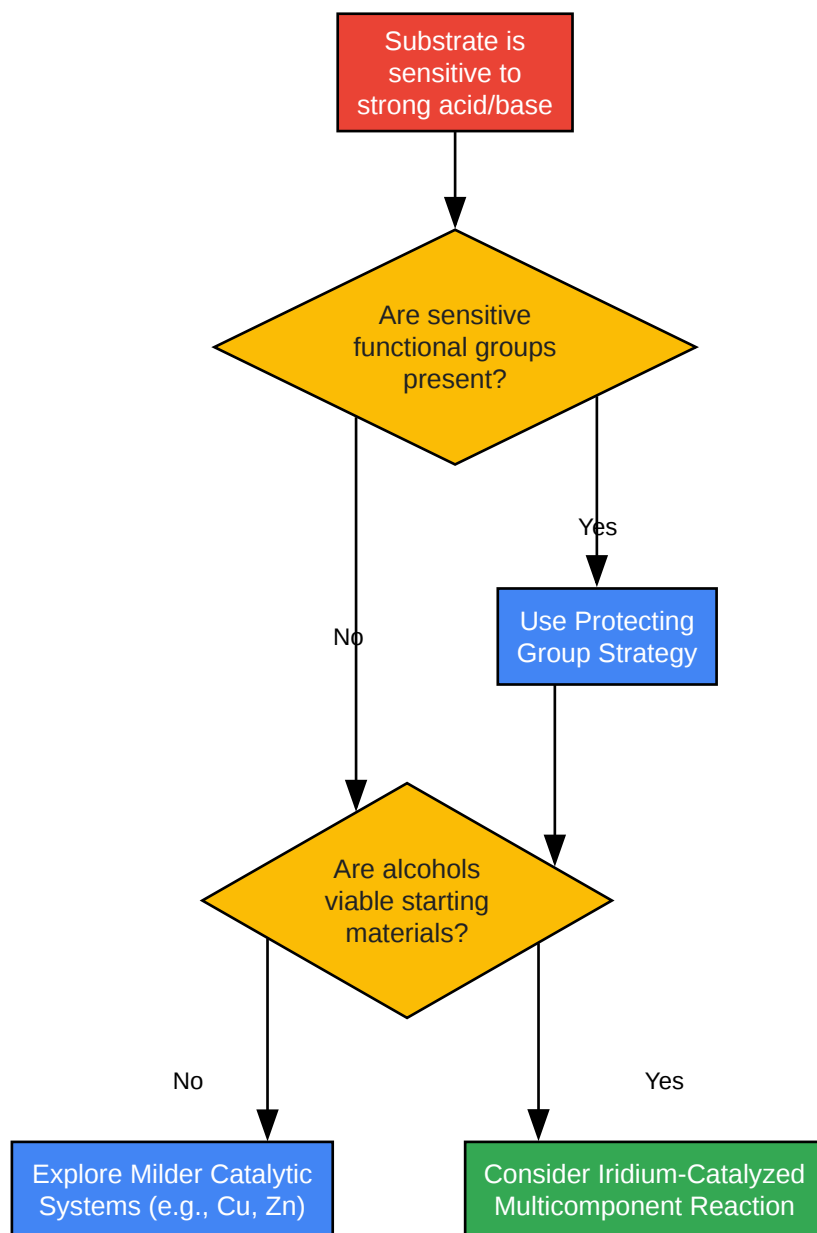 Substrate is
sensitive to
strong acid/base
Are sensitive
functional groups
present?
Yes
Use Protecting
Group Strategy
No
Are alcohols
viable starting
materials?
No
Yes
Explore Milder Catalytic
Systems (e.g., Cu, Zn)
Consider Iridium-Catalyzed
Multicomponent Reaction